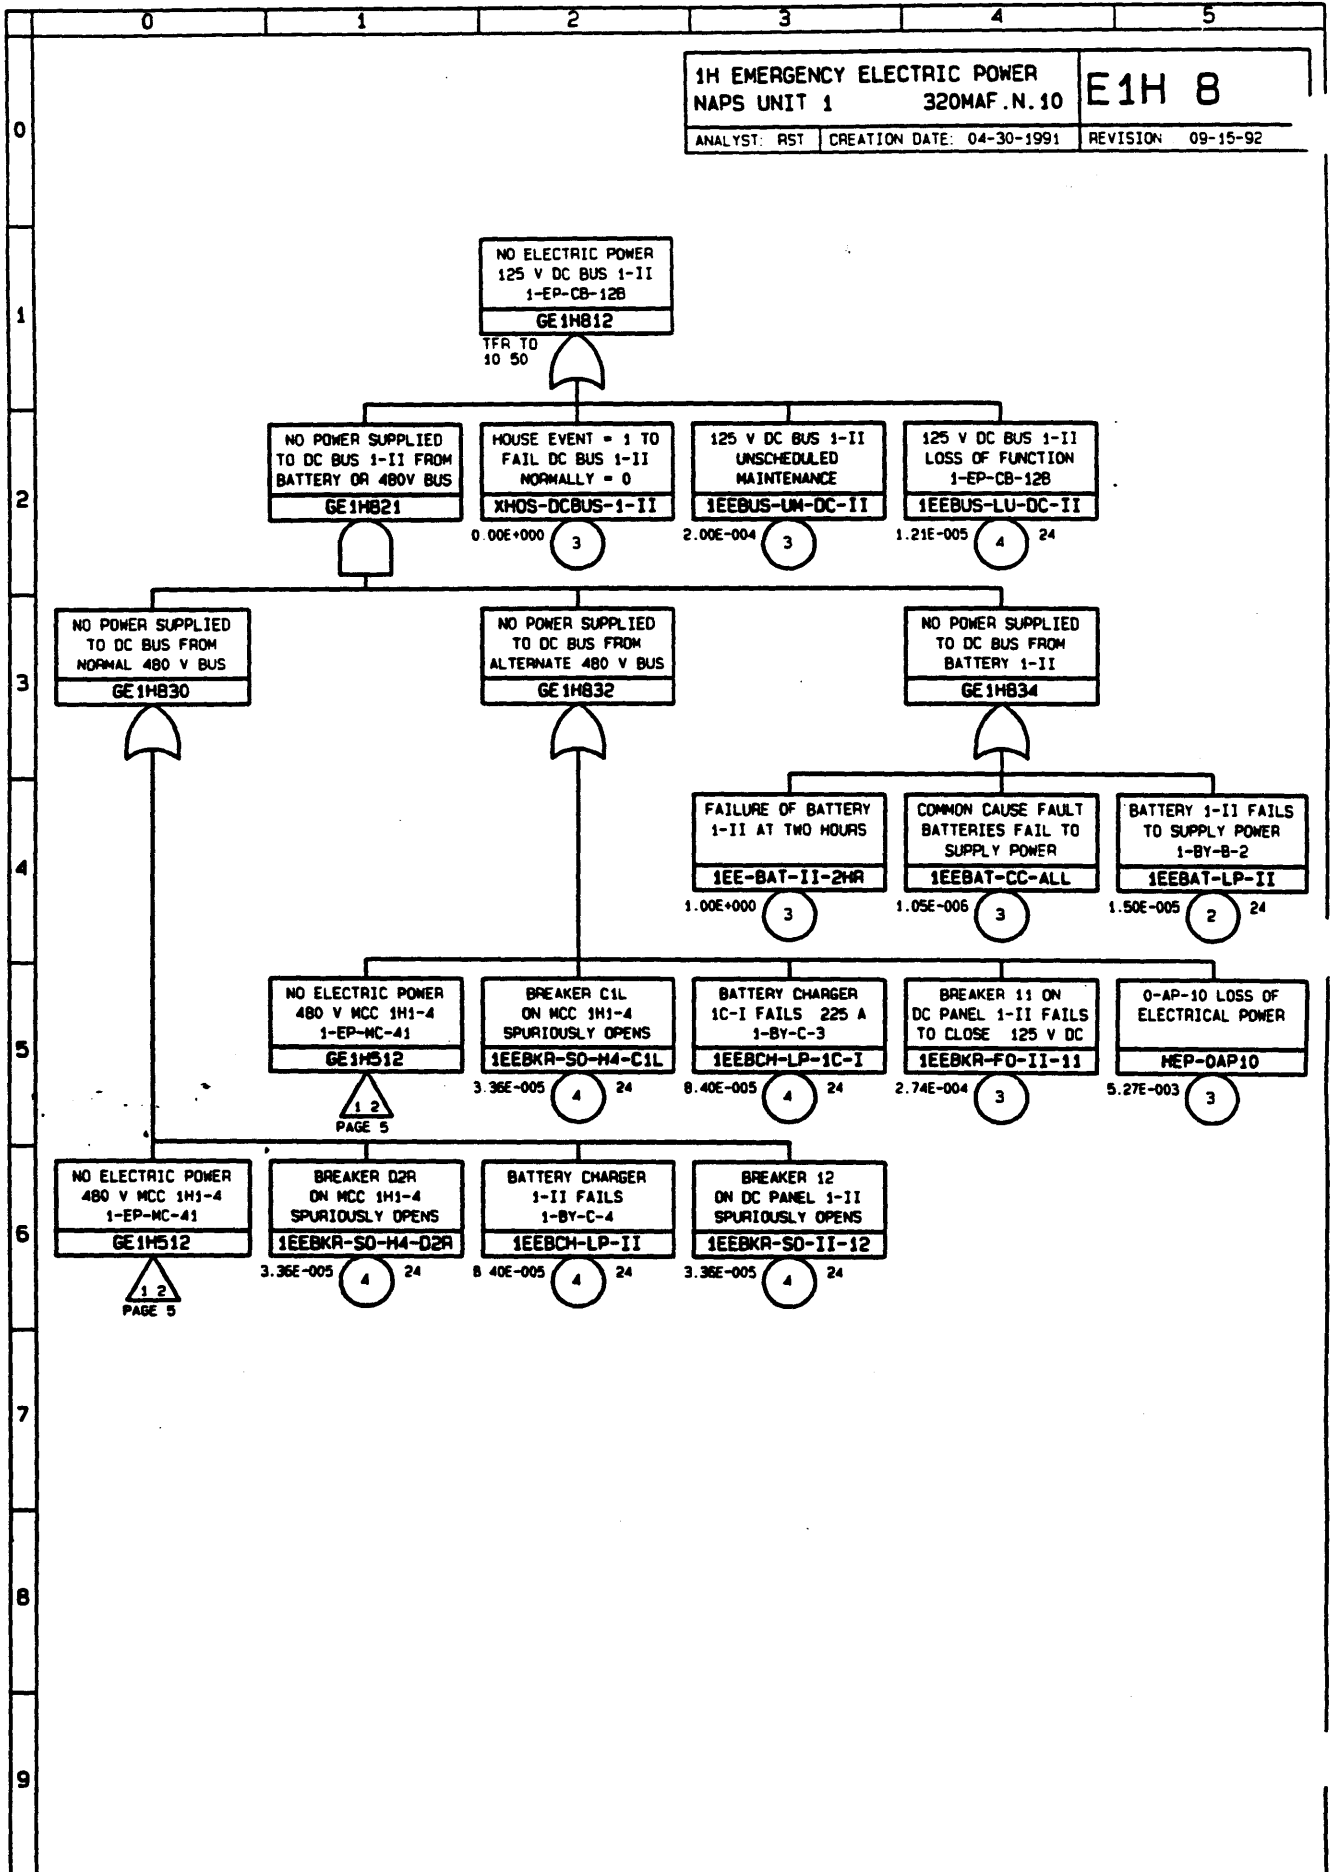 0 1 2 3 4 5
1H EMERGENCY ELECTRIC POWER
NAPS UNIT 1 320MAF.N.10
E1H 8
ANALYST: RST CREATION DATE: 04-30-1991 REVISION 09-15-92
0
NO ELECTRIC POWER
125 V DC BUS 1-II
1-EP-CB-12B
GE1H812
TFR TO
10 50
1
NO POWER SUPPLIED
TO DC BUS 1-II FROM
BATTERY OR 480V BUS
GE1H821
HOUSE EVENT = 1 TO
FAIL DC BUS 1-II
NORMALLY = 0
XHOS-DCBUS-1-II
0.00E+000 3
125 V DC BUS 1-II
UNSCHEDULED
MAINTENANCE
1EEBUS-UM-DC-II
2.00E-004 3
125 V DC BUS 1-II
LOSS OF FUNCTION
1-EP-CB-12B
1EEBUS-LU-DC-II
1.21E-005 4 24
2
NO POWER SUPPLIED
TO DC BUS FROM
NORMAL 480 V BUS
GE1H830
NO POWER SUPPLIED
TO DC BUS FROM
ALTERNATE 480 V BUS
GE1H832
NO POWER SUPPLIED
TO DC BUS FROM
BATTERY 1-II
GE1H834
3
FAILURE OF BATTERY
1-II AT TWO HOURS
1EE-BAT-II-2HR
1.00E+000 3
COMMON CAUSE FAULT
BATTERIES FAIL TO
SUPPLY POWER
1EEBAT-CC-ALL
1.05E-006 3
BATTERY 1-II FAILS
TO SUPPLY POWER
1-BY-B-2
1EEBAT-LP-II
1.50E-005 2 24
4
NO ELECTRIC POWER
480 V MCC 1H1-4
1-EP-MC-41
GE1H512
1 2
PAGE 5
BREAKER C1L
ON MCC 1H1-4
SPURIOUSLY OPENS
1EEBKR-SO-H4-C1L
3.36E-005 4 24
BATTERY CHARGER
1C-I FAILS 225 A
1-BY-C-3
1EEBCH-LP-1C-I
8.40E-005 4 24
BREAKER 11 ON
DC PANEL 1-II FAILS
TO CLOSE 125 V DC
1EEBKR-FO-II-11
2.74E-004 3
0-AP-10 LOSS OF
ELECTRICAL POWER
HEP-0AP10
5.27E-003 3
5
NO ELECTRIC POWER
480 V MCC 1H1-4
1-EP-MC-41
GE1H512
1 2
PAGE 5
BREAKER D2R
ON MCC 1H1-4
SPURIOUSLY OPENS
1EEBKR-SO-H4-D2R
3.36E-005 4 24
BATTERY CHARGER
1-II FAILS
1-BY-C-4
1EEBCH-LP-II
8 40E-005 4 24
BREAKER 12
ON DC PANEL 1-II
SPURIOUSLY OPENS
1EEBKR-SO-II-12
3.36E-005 4 24
6
7
8
9